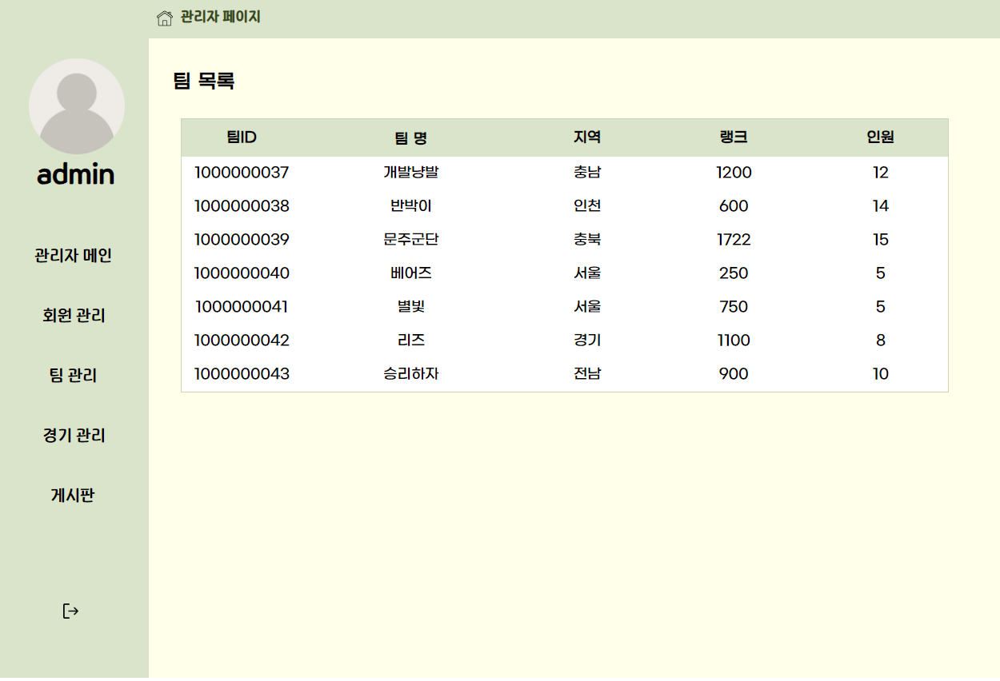 관리자 페이지
admin
관리자 메인
회원 관리
팀 관리
경기 관리
게시판
팀 목록
팀ID 팀 명 지역 랭크 인원
1000000037 개발냥발 충남 1200 12
1000000038 반박이 인천 600 14
1000000039 문주군단 충북 1722 15
1000000040 베어즈 서울 250 5
1000000041 별빛 서울 750 5
1000000042 리즈 경기 1100 8
1000000043 승리하자 전남 900 10